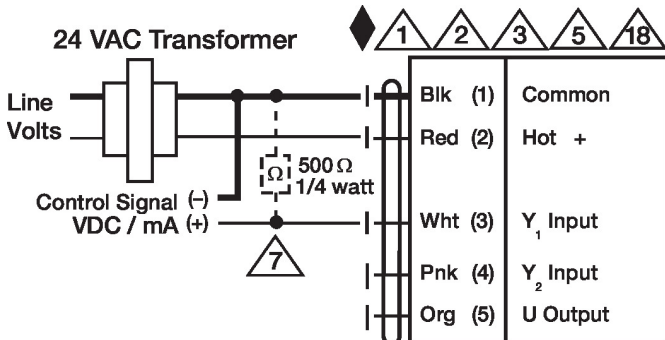 24 VAC Transformer
1 2 3 5 18
Line
Volts
Blk (1) Common
Red (2) Hot +
Ω 500 Ω
1/4 watt
Control Signal (-)
VDC / mA (+)
Wht (3) Y₁ Input
7
Pnk (4) Y₂ Input
Org (5) U Output